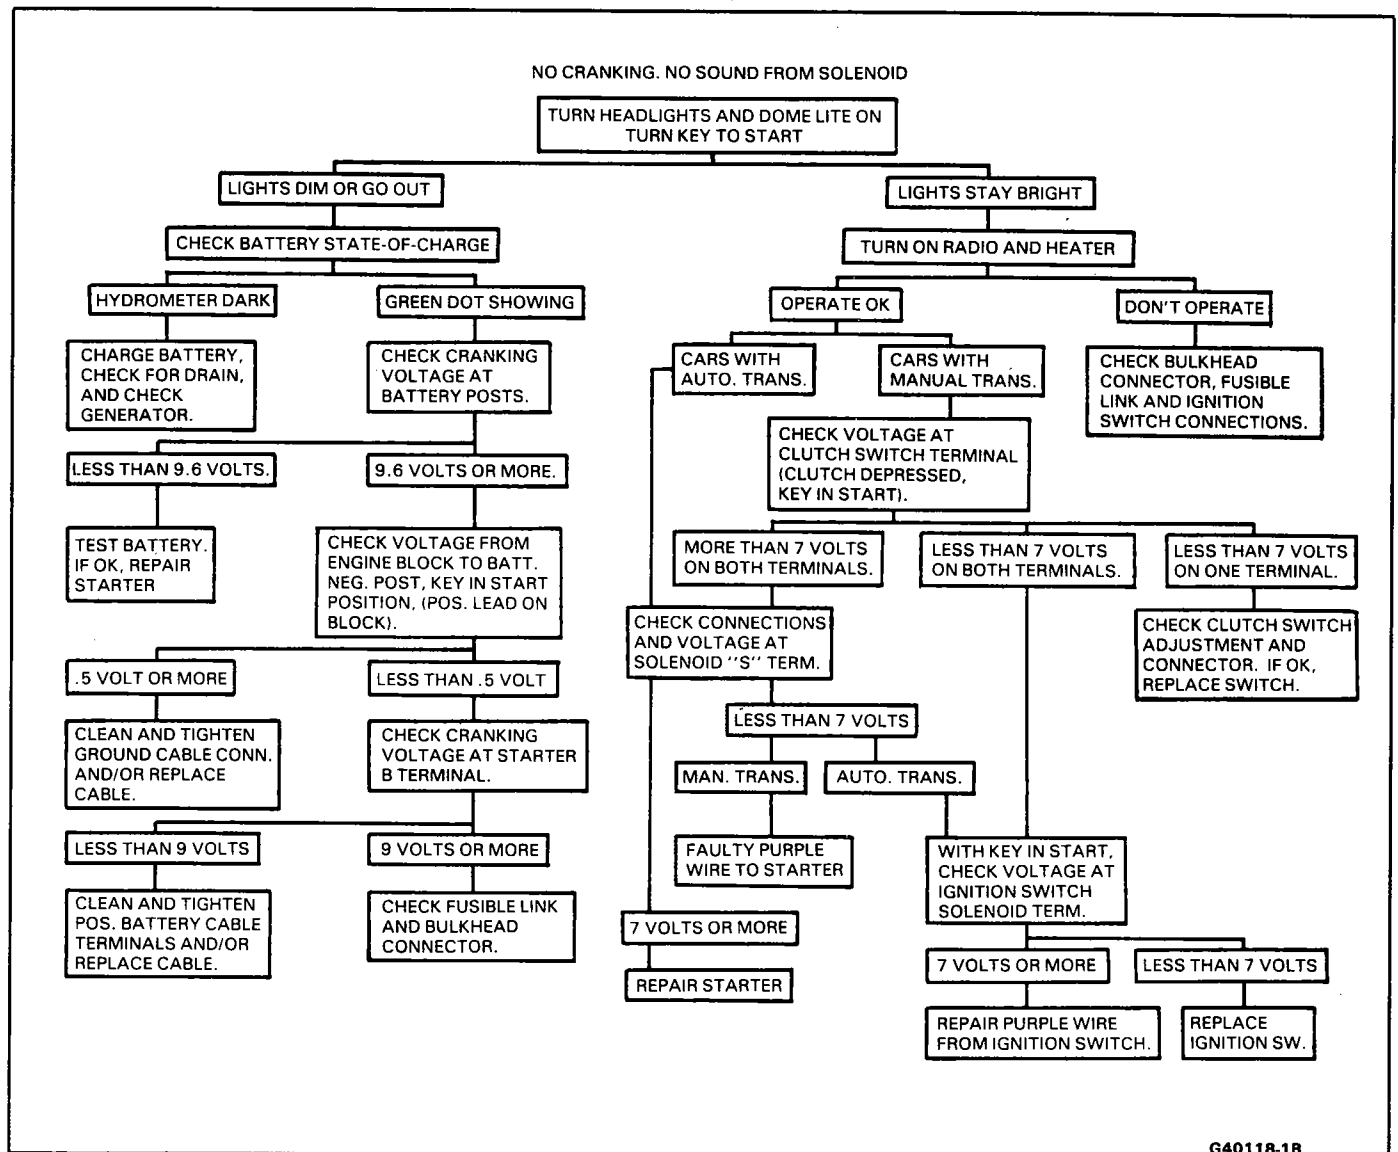 NO CRANKING. NO SOUND FROM SOLENOID
TURN HEADLIGHTS AND DOME LITE ON
TURN KEY TO START
LIGHTS DIM OR GO OUT
CHECK BATTERY STATE-OF-CHARGE
HYDROMETER DARK
CHARGE BATTERY,
CHECK FOR DRAIN,
AND CHECK
GENERATOR.
GREEN DOT SHOWING
CHECK CRANKING
VOLTAGE AT
BATTERY POSTS.
LESS THAN 9.6 VOLTS.
TEST BATTERY.
IF OK, REPAIR
STARTER
9.6 VOLTS OR MORE.
CHECK VOLTAGE FROM
ENGINE BLOCK TO BATT.
NEG. POST, KEY IN START
POSITION, (POS. LEAD ON
BLOCK).
.5 VOLT OR MORE
CLEAN AND TIGHTEN
GROUND CABLE CONN.
AND/OR REPLACE
CABLE.
LESS THAN .5 VOLT
CHECK CRANKING
VOLTAGE AT STARTER
B TERMINAL.
LESS THAN 9 VOLTS
CLEAN AND TIGHTEN
POS. BATTERY CABLE
TERMINALS AND/OR
REPLACE CABLE.
9 VOLTS OR MORE
CHECK FUSIBLE LINK
AND BULKHEAD
CONNECTOR.
LIGHTS STAY BRIGHT
TURN ON RADIO AND HEATER
OPERATE OK
DON'T OPERATE
CHECK BULKHEAD
CONNECTOR, FUSIBLE
LINK AND IGNITION
SWITCH CONNECTIONS.
CARS WITH
AUTO. TRANS.
CARS WITH
MANUAL TRANS.
CHECK VOLTAGE AT
CLUTCH SWITCH TERMINAL
(CLUTCH DEPRESSED,
KEY IN START).
MORE THAN 7 VOLTS
ON BOTH TERMINALS.
LESS THAN 7 VOLTS
ON BOTH TERMINALS.
LESS THAN 7 VOLTS
ON ONE TERMINAL.
CHECK CONNECTIONS
AND VOLTAGE AT
SOLENOID "S" TERM.
CHECK CLUTCH SWITCH
ADJUSTMENT AND
CONNECTOR. IF OK,
REPLACE SWITCH.
LESS THAN 7 VOLTS
MAN. TRANS.
AUTO. TRANS.
FAULTY PURPLE
WIRE TO STARTER
WITH KEY IN START,
CHECK VOLTAGE AT
IGNITION SWITCH
SOLENOID TERM.
7 VOLTS OR MORE
REPAIR STARTER
7 VOLTS OR MORE
LESS THAN 7 VOLTS
REPAIR PURPLE WIRE
FROM IGNITION SWITCH.
REPLACE
IGNITION SW.
G40118-1B